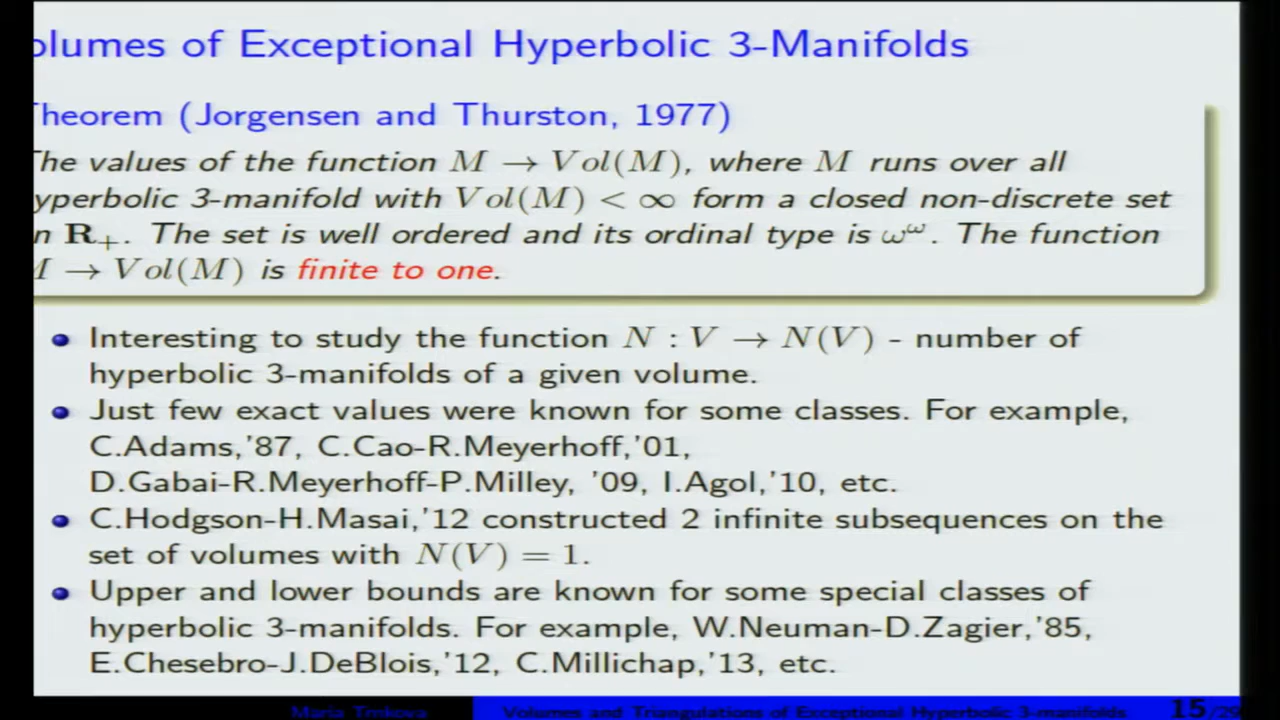 olumes of Exceptional Hyperbolic 3-Manifolds
Theorem (Jorgensen and Thurston, 1977)
The values of the function M → Vol(M), where M runs over all
yperbolic 3-manifold with Vol(M) < ∞ form a closed non-discrete set
n R₊. The set is well ordered and its ordinal type is ω^ω. The function
M → Vol(M) is finite to one.
• Interesting to study the function N : V → N(V) - number of
hyperbolic 3-manifolds of a given volume.
• Just few exact values were known for some classes. For example,
C.Adams,'87, C.Cao-R.Meyerhoff,'01,
D.Gabai-R.Meyerhoff-P.Milley, '09, I.Agol,'10, etc.
• C.Hodgson-H.Masai,'12 constructed 2 infinite subsequences on the
set of volumes with N(V) = 1.
• Upper and lower bounds are known for some special classes of
hyperbolic 3-manifolds. For example, W.Neuman-D.Zagier,'85,
E.Chesebro-J.DeBlois,'12, C.Millichap,'13, etc.
Maria Trnkova Volumes and Triangulations of Exceptional Hyperbolic 3-manifolds 15/29